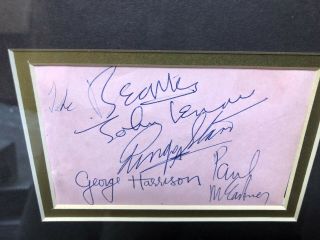 The Beatles
John Lennon
Ringo Starr
George Harrison
Paul
McCartney